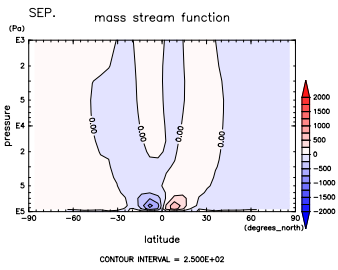 SEP.
mass stream function
(Pa)
E3
2
5
E4
2
5
E5
pressure
0.00
0.00
0.00
0.00
-90
-60
-30
0
30
60
90
(degrees_north)
latitude
2000
1500
1000
500
0
-500
-1000
-1500
-2000
CONTOUR INTERVAL = 2.500E+02